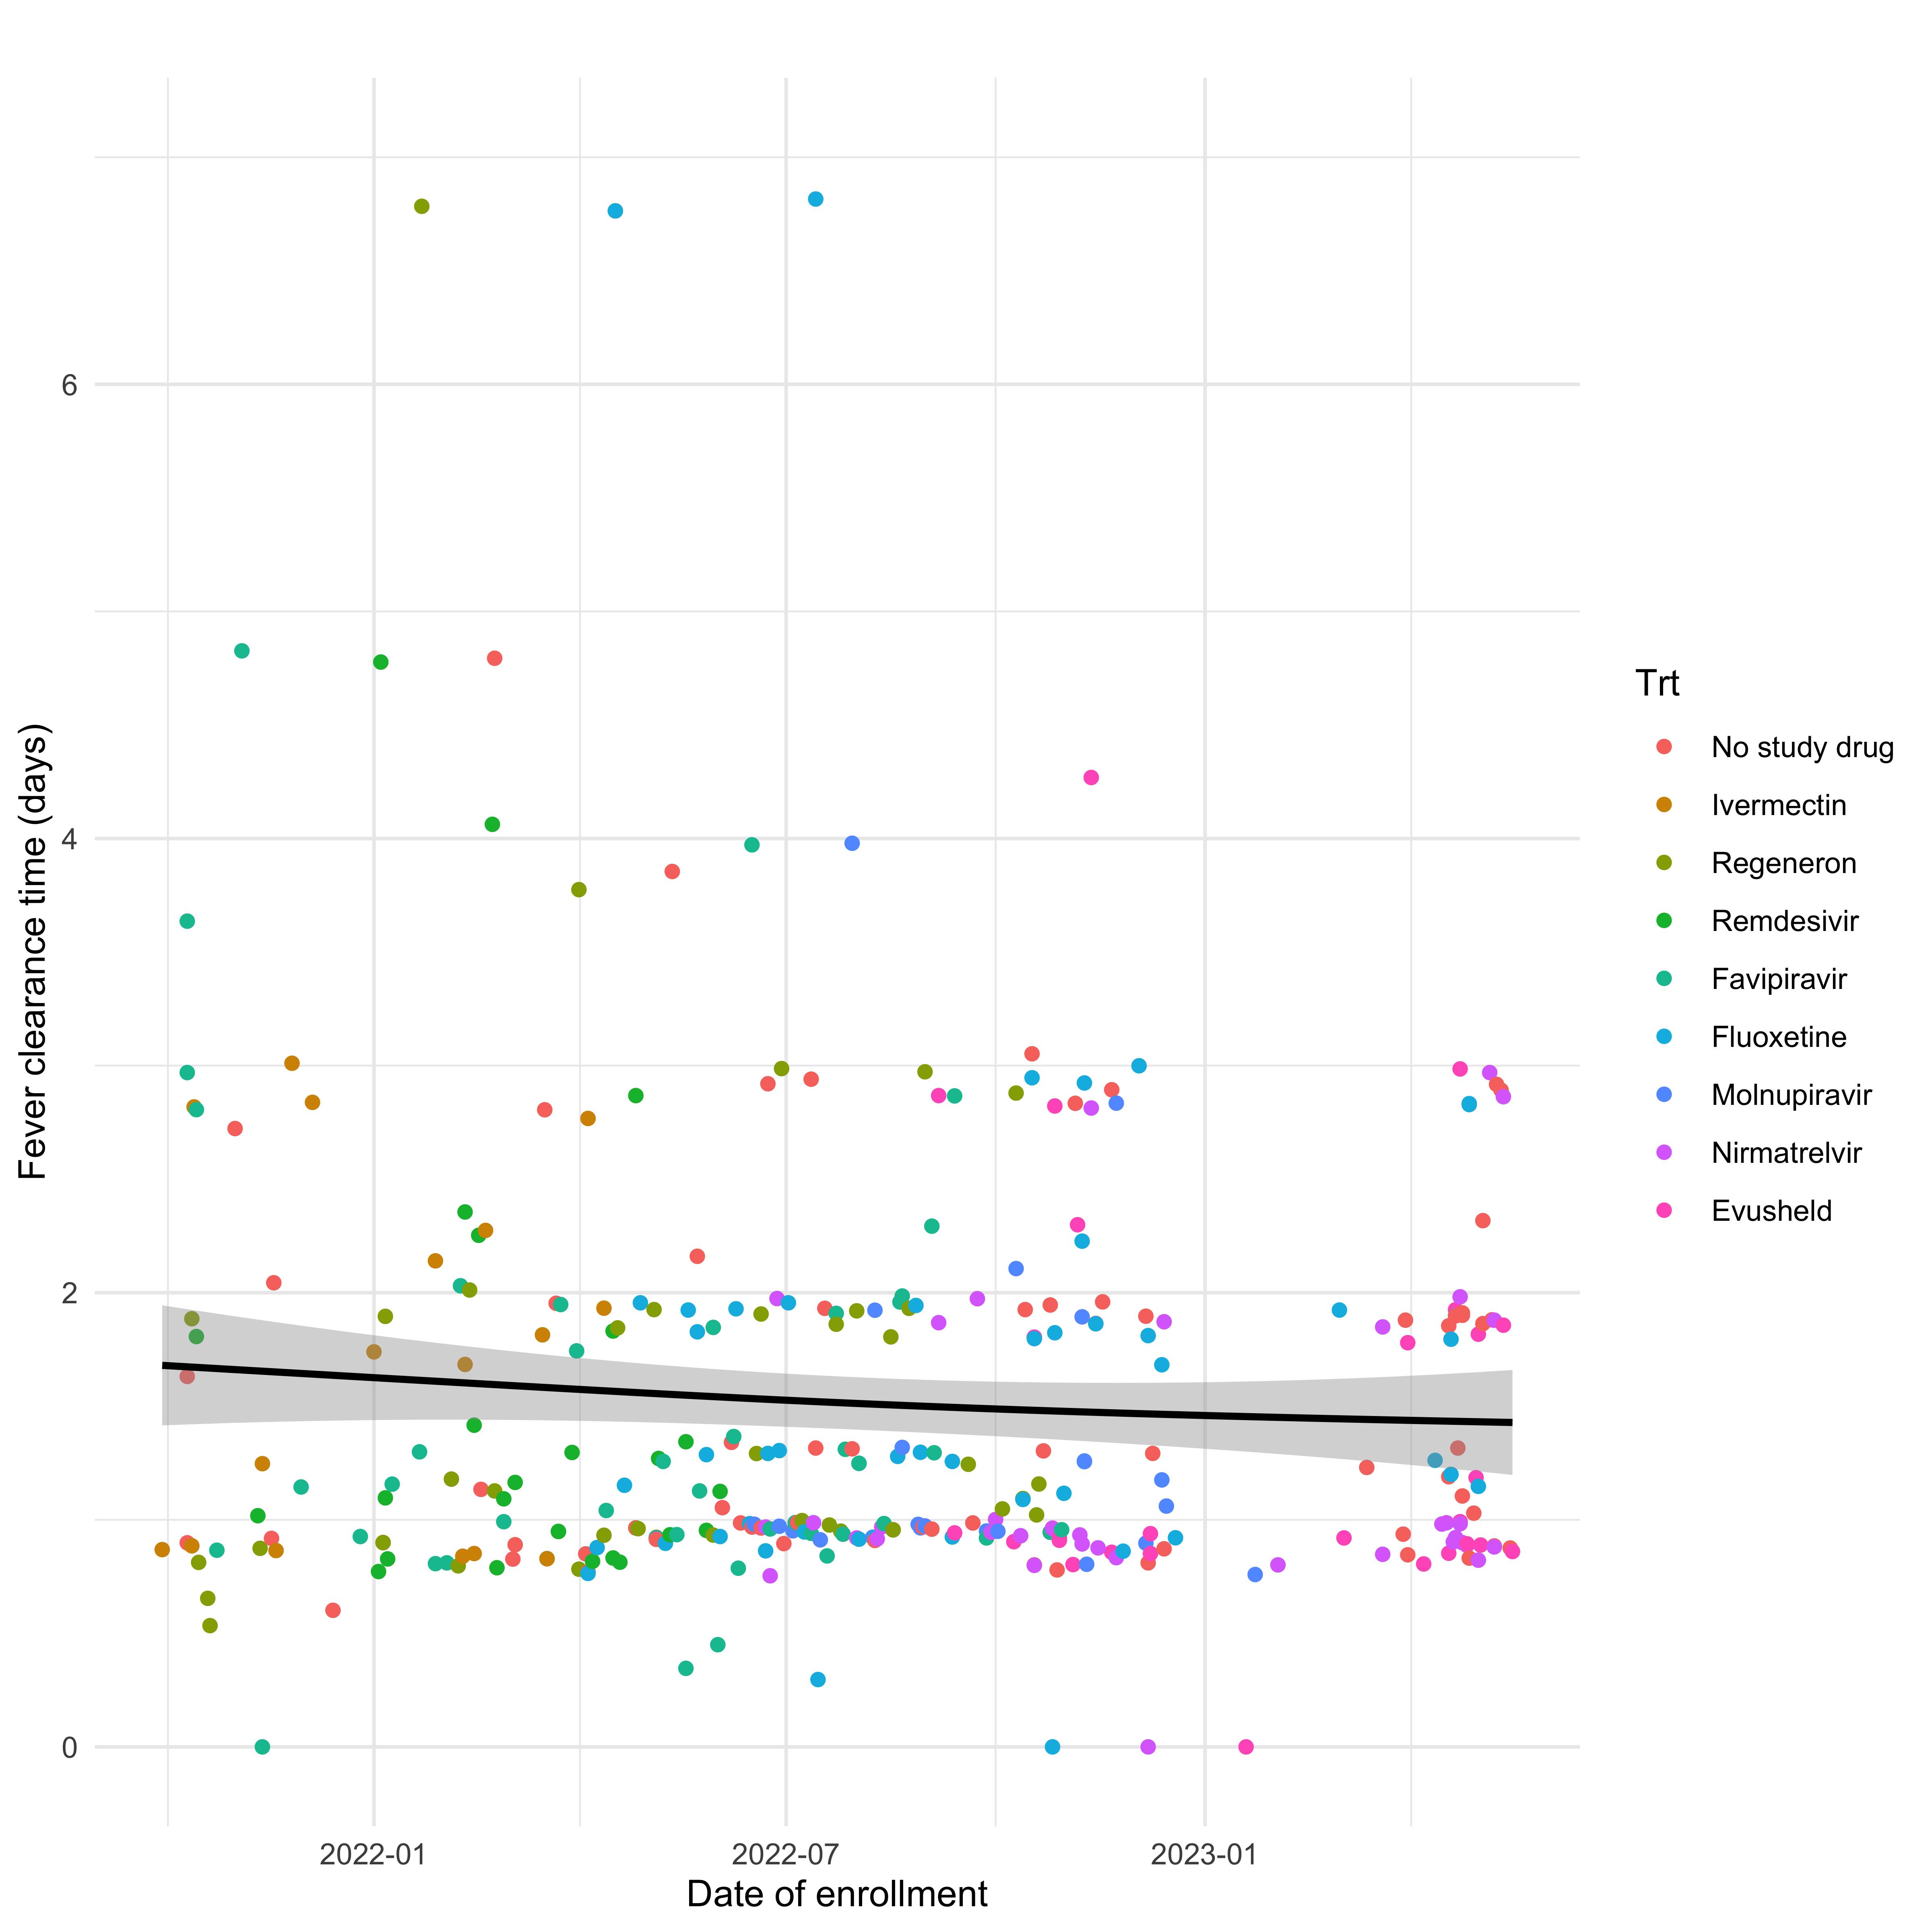 Fever clearance time (days)
6
4
2
0
2022-01
2022-07
2023-01
Date of enrollment
Trt
No study drug
Ivermectin
Regeneron
Remdesivir
Favipiravir
Fluoxetine
Molnupiravir
Nirmatrelvir
Evusheld